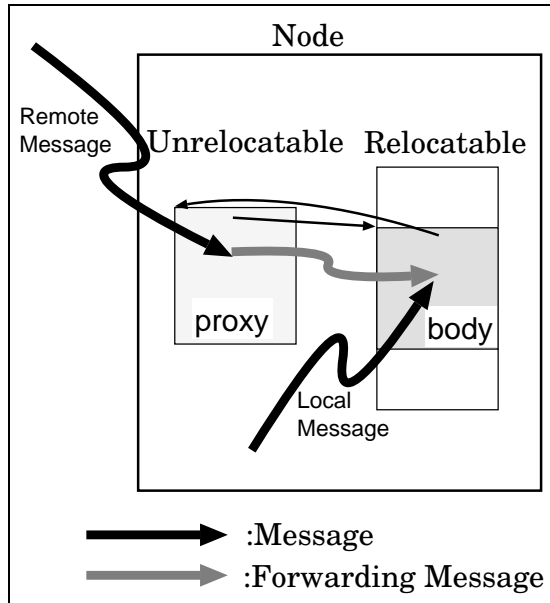 Node
Remote
Message
Unrelocatable
Relocatable
proxy
body
Local
Message
:Message
:Forwarding Message